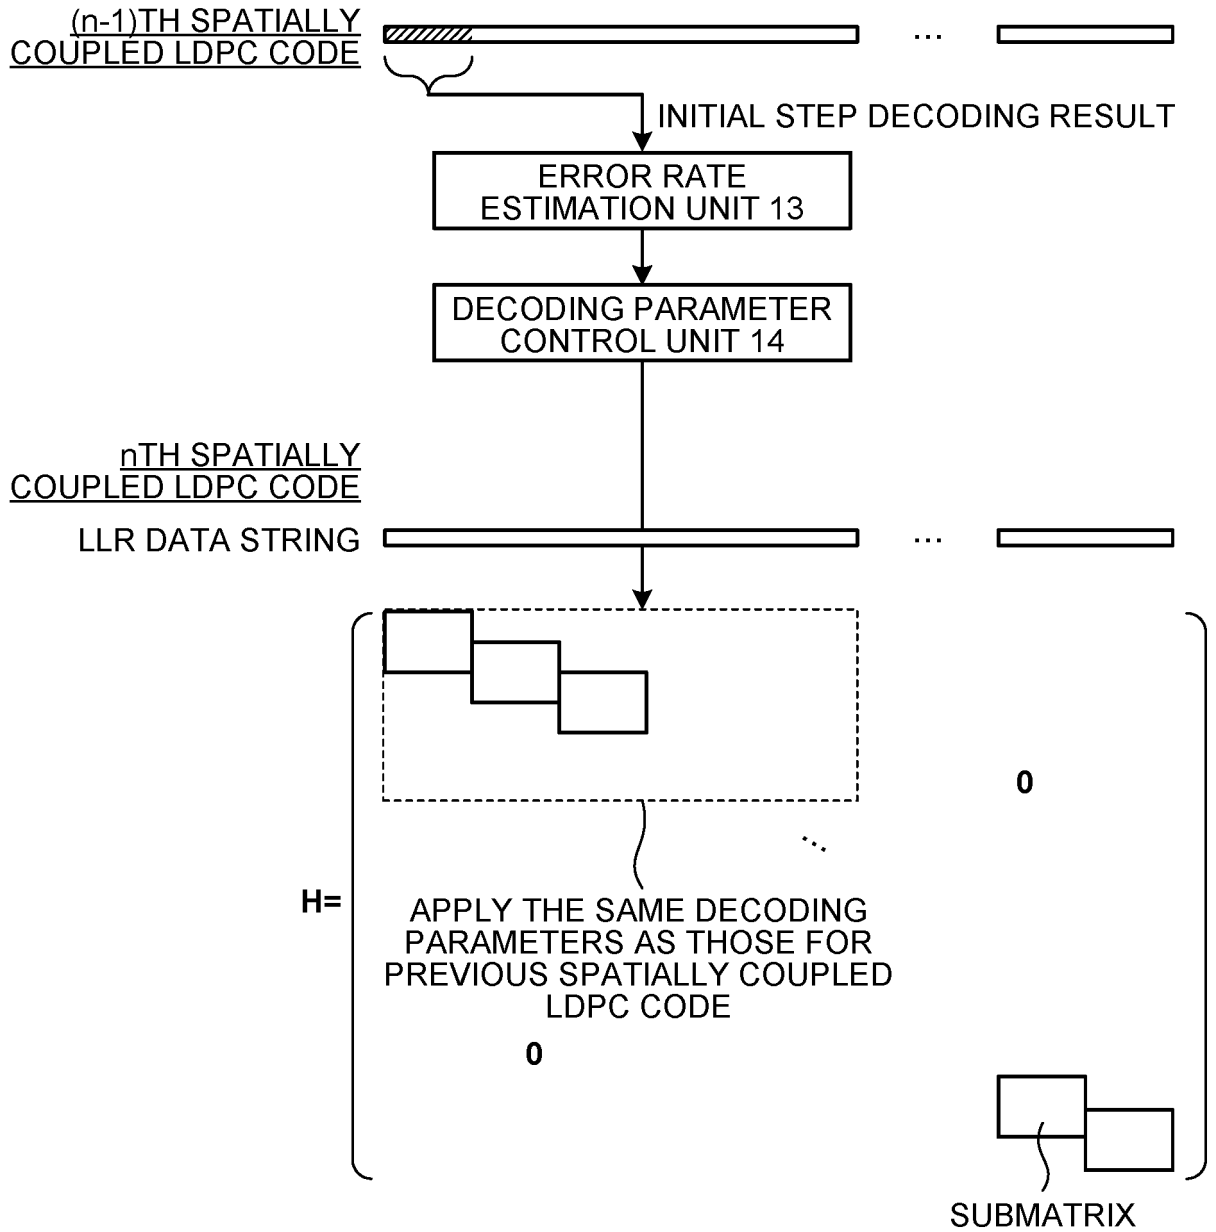 (n-1)TH SPATIALLY
COUPLED LDPC CODE
...
INITIAL STEP DECODING RESULT
ERROR RATE
ESTIMATION UNIT 13
DECODING PARAMETER
CONTROL UNIT 14
nTH SPATIALLY
COUPLED LDPC CODE
LLR DATA STRING
...
0
...
H=
APPLY THE SAME DECODING
PARAMETERS AS THOSE FOR
PREVIOUS SPATIALLY COUPLED
LDPC CODE
0
SUBMATRIX